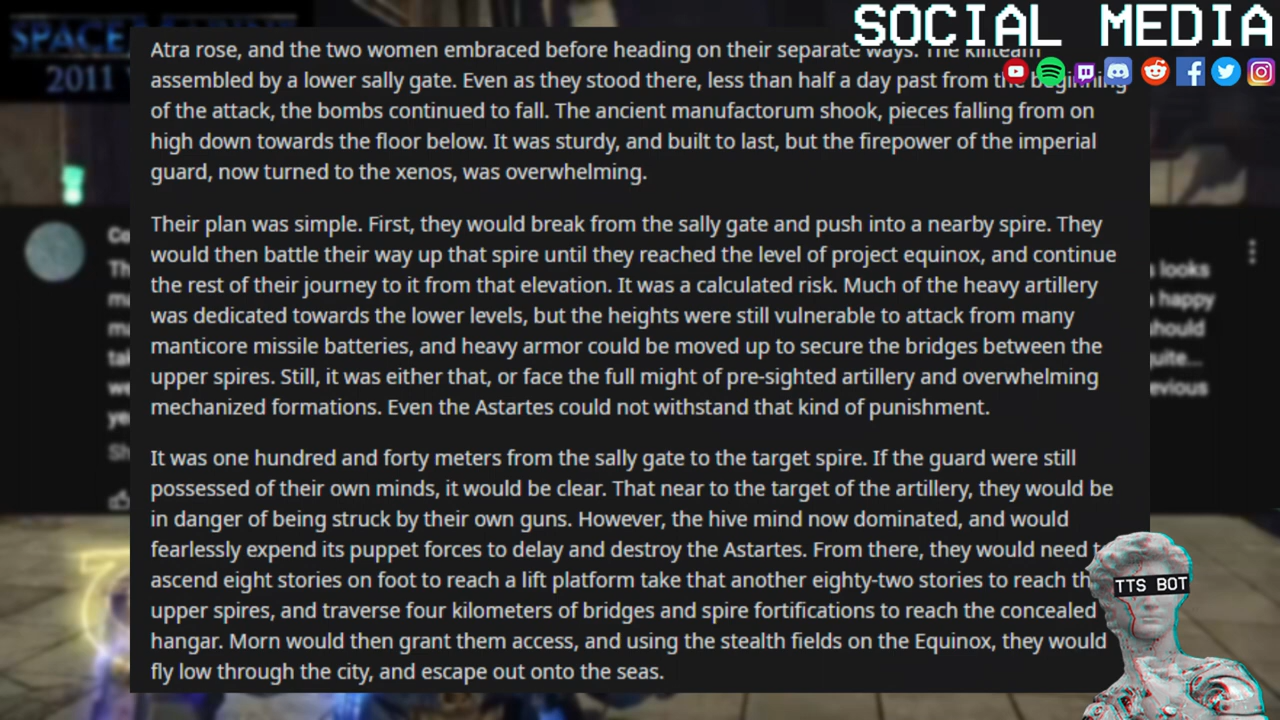 SPACE
2011
SOCIAL MEDIA
Atra rose, and the two women embraced before heading on their separate ways. The killteam
assembled by a lower sally gate. Even as they stood there, less than half a day past from the beginning
of the attack, the bombs continued to fall. The ancient manufactorum shook, pieces falling from on
high down towards the floor below. It was sturdy, and built to last, but the firepower of the imperial
guard, now turned to the xenos, was overwhelming.
Their plan was simple. First, they would break from the sally gate and push into a nearby spire. They
would then battle their way up that spire until they reached the level of project equinox, and continue
the rest of their journey to it from that elevation. It was a calculated risk. Much of the heavy artillery
was dedicated towards the lower levels, but the heights were still vulnerable to attack from many
manticore missile batteries, and heavy armor could be moved up to secure the bridges between the
upper spires. Still, it was either that, or face the full might of pre-sighted artillery and overwhelming
mechanized formations. Even the Astartes could not withstand that kind of punishment.
It was one hundred and forty meters from the sally gate to the target spire. If the guard were still
possessed of their own minds, it would be clear. That near to the target of the artillery, they would be
in danger of being struck by their own guns. However, the hive mind now dominated, and would
fearlessly expend its puppet forces to delay and destroy the Astartes. From there, they would need t
ascend eight stories on foot to reach a lift platform take that another eighty-two stories to reach th
upper spires, and traverse four kilometers of bridges and spire fortifications to reach the concealed
hangar. Morn would then grant them access, and using the stealth fields on the Equinox, they would
fly low through the city, and escape out onto the seas.
looks
happy
should
quite...
evious
TTS BOT